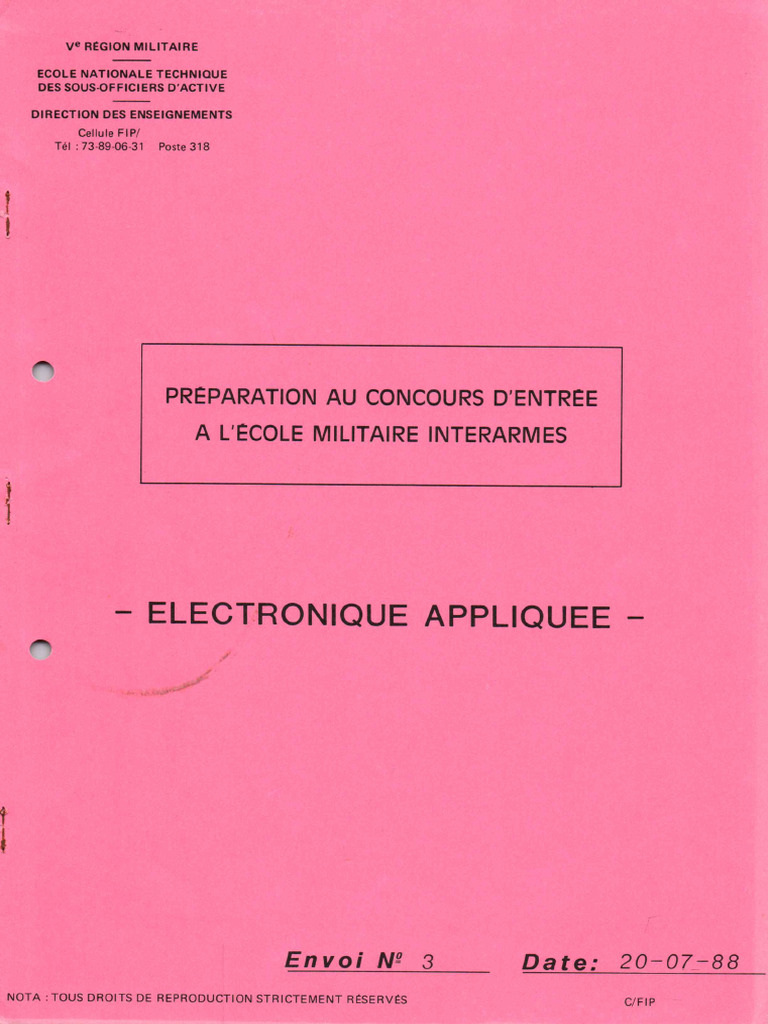 Ve RÉGION MILITAIRE
ECOLE NATIONALE TECHNIQUE
DES SOUS-OFFICIERS D'ACTIVE
DIRECTION DES ENSEIGNEMENTS
Cellule FIP/
Tél : 73-89-06-31 Poste 318
PRÉPARATION AU CONCOURS D'ENTRÉE
A L'ÉCOLE MILITAIRE INTERARMES
– ELECTRONIQUE APPLIQUEE –
Envoi Nº 3 Date: 20-07-88
NOTA : TOUS DROITS DE REPRODUCTION STRICTEMENT RÉSERVÉS C/FIP